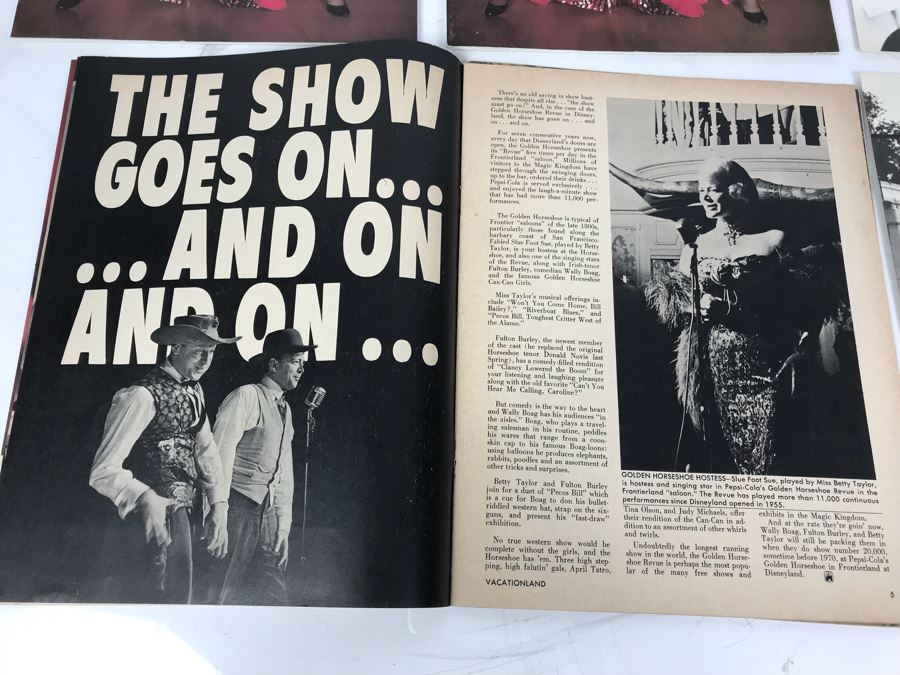 THE SHOW
GOES ON...
...AND ON
AND ON ...
There's an old saying in show busi-
ness that despite all else . . . "the show
must go on!" And, in the case of the
Golden Horseshoe Revue in Disney-
land, the show has gone on . . . and
on . . . and on.
For seven consecutive years now,
every day that Disneyland's doors are
open, the Golden Horseshoe presents
its "Revue" five times per day in the
Frontierland "saloon." Millions of
visitors to the Magic Kingdom have
stepped through the swinging doors,
up to the bar, ordered their drinks . . .
Pepsi-Cola is served exclusively . . .
and enjoyed the laugh-a-minute show
that has had more than 11,000 per-
formances.
The Golden Horseshoe is typical of
Frontier "saloons" of the late 1800s,
particularly those found along the
barbary coast of San Francisco.
Fabled Slue Foot Sue, played by Betty
Taylor, is your hostess at the Horse-
shoe, and also one of the singing stars
of the Revue, along with Irish-tenor
Fulton Burley, comedian Wally Boag,
and the famous Golden Horseshoe
Can-Can Girls.
Miss Taylor's musical offerings in-
clude "Won't You Come Home, Bill
Bailey?," "Riverboat Blues," and
"Pecos Bill, Toughest Critter West of
the Alamo."
Fulton Burley, the newest member
of the cast (he replaced the original
Horseshoe tenor Donald Novis last
Spring), has a comedy-filled rendition
of "Clancy Lowered the Boom" for
your listening and laughing pleasure
along with the old favorite "Can't You
Hear Me Calling, Caroline?"
But comedy is the way to the heart
and Wally Boag has his audiences "in
the aisles." Boag, who plays a travel-
ing salesman in his routine, peddles
his wares that range from a coon-
skin cap to his famous Boag-loons:
using balloons he produces elephants,
rabbits, poodles and an assortment of
other tricks and surprises.
Betty Taylor and Fulton Burley
join for a duet of "Pecos Bill" which
is a cue for Boag to don his bullet-
riddled western hat, strap on the six-
guns, and present his "fast-draw"
exhibition.
No true western show would be
complete without the girls, and the
Horseshoe has 'em. Three high step-
ping, high falutin' gals, April Tatro,
GOLDEN HORSESHOE HOSTESS—Slue Foot Sue, played by Miss Betty Taylor,
is hostess and singing star in Pepsi-Cola's Golden Horseshoe Revue in the
Frontierland "saloon." The Revue has played more than 11,000 continuous
performances since Disneyland opened in 1955.
Tina Olson, and Judy Michaels, offer
their rendition of the Can-Can in ad-
dition to an assortment of other whirls
and twirls.
Undoubtedly the longest running
show in the world, the Golden Horse-
shoe Revue is perhaps the most popu-
lar of the many free shows and
exhibits in the Magic Kingdom.
And at the rate they're goin' now,
Wally Boag, Fulton Burley, and Betty
Taylor will still be packing them in
when they do show number 20,000,
sometime before 1970, at Pepsi-Cola's
Golden Horseshoe in Frontierland at
Disneyland.
VACATIONLAND
5